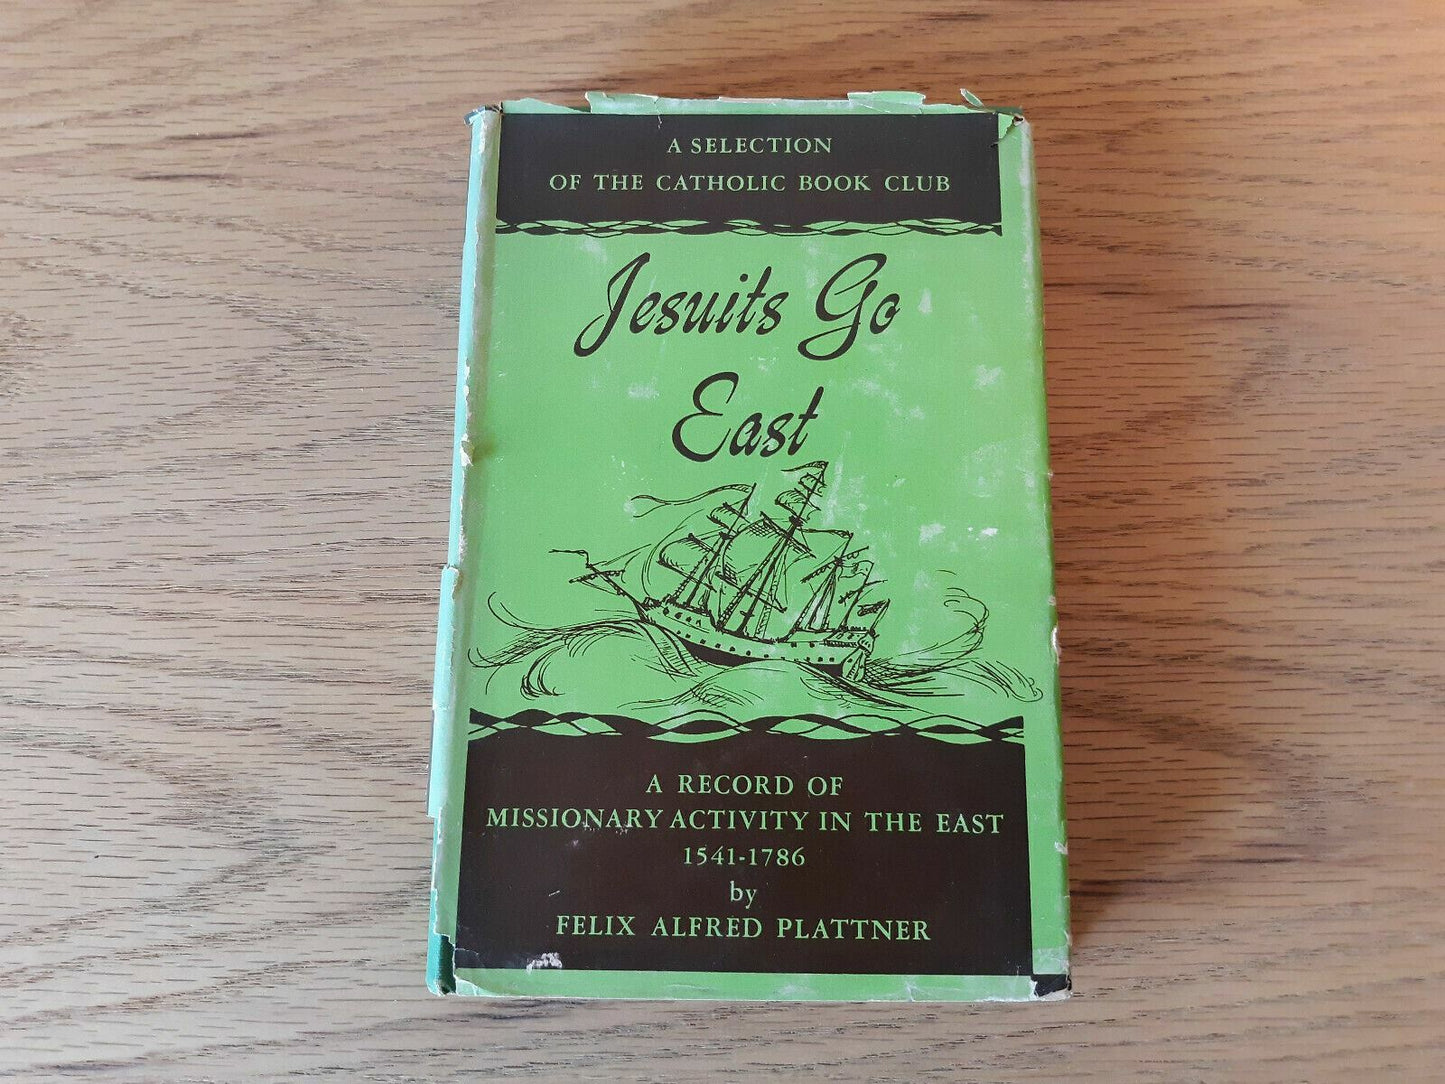 A SELECTION
OF THE CATHOLIC BOOK CLUB
Jesuits Go
East
A RECORD OF
MISSIONARY ACTIVITY IN THE EAST
1541-1786
by
FELIX ALFRED PLATTNER